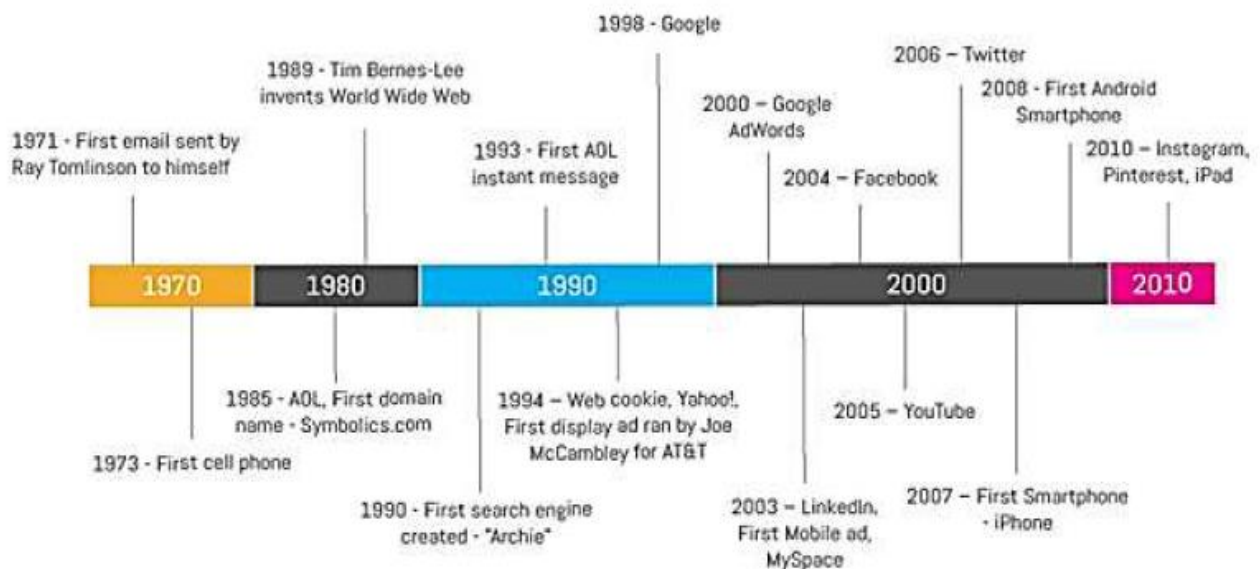 1998 - Google
2006 – Twitter
1989 - Tim Bernes-Lee
invents World Wide Web
2008 - First Android
Smartphone
2000 – Google
AdWords
1971 - First email sent by
Ray Tomlinson to himself
1993 - First AOL
instant message
2010 – Instagram,
Pinterest, iPad
2004 – Facebook
1970
1980
1990
2000
2010
1985 - AOL, First domain
name - Symbolics.com
1994 – Web cookie, Yahoo!,
First display ad ran by Joe
McCambley for AT&T
2005 – YouTube
1973 - First cell phone
1990 - First search engine
created - "Archie"
2003 – LinkedIn,
First Mobile ad,
MySpace
2007 – First Smartphone
- iPhone